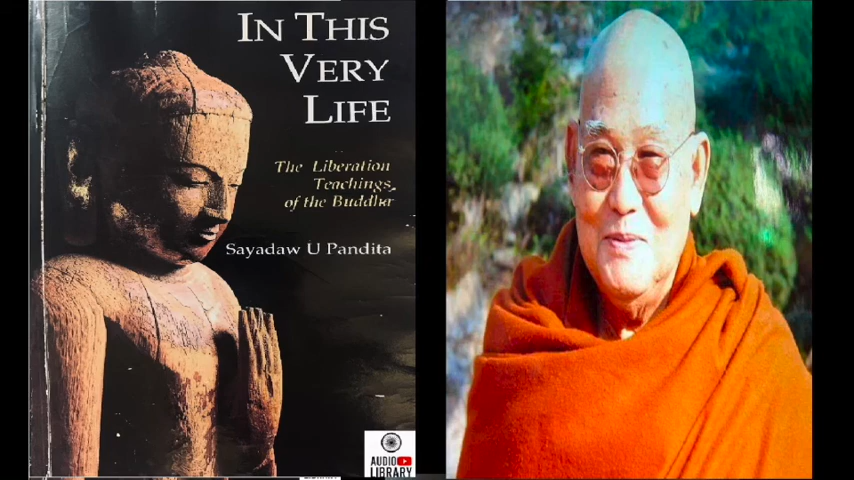 IN THIS
VERY
LIFE
The Liberation
Teachings
of the Buddha
Sayadaw U Pandita
AUDIO
LIBRARY